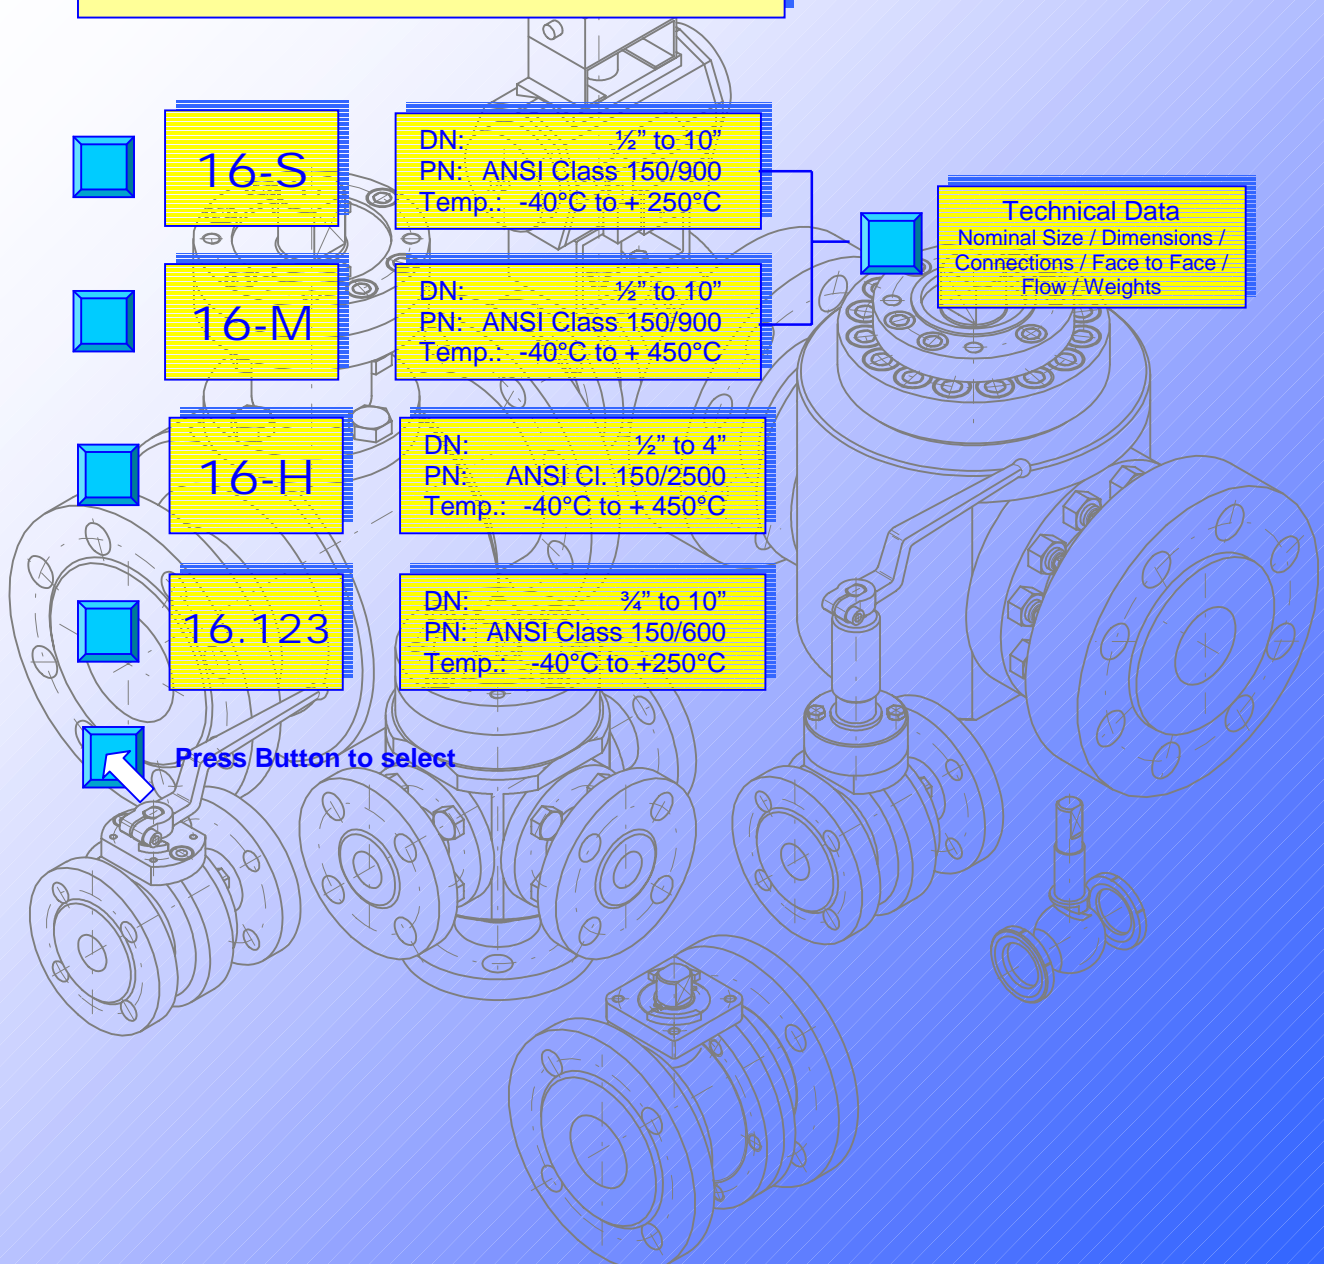 16-S
DN: ½” to 10”
PN: ANSI Class 150/900
Temp.: -40°C to + 250°C
Technical Data
Nominal Size / Dimensions /
Connections / Face to Face /
Flow / Weights
16-M
DN: ½” to 10”
PN: ANSI Class 150/900
Temp.: -40°C to + 450°C
16-H
DN: ½” to 4”
PN: ANSI Cl. 150/2500
Temp.: -40°C to + 450°C
16.123
DN: ¾” to 10”
PN: ANSI Class 150/600
Temp.: -40°C to +250°C
Press Button to select